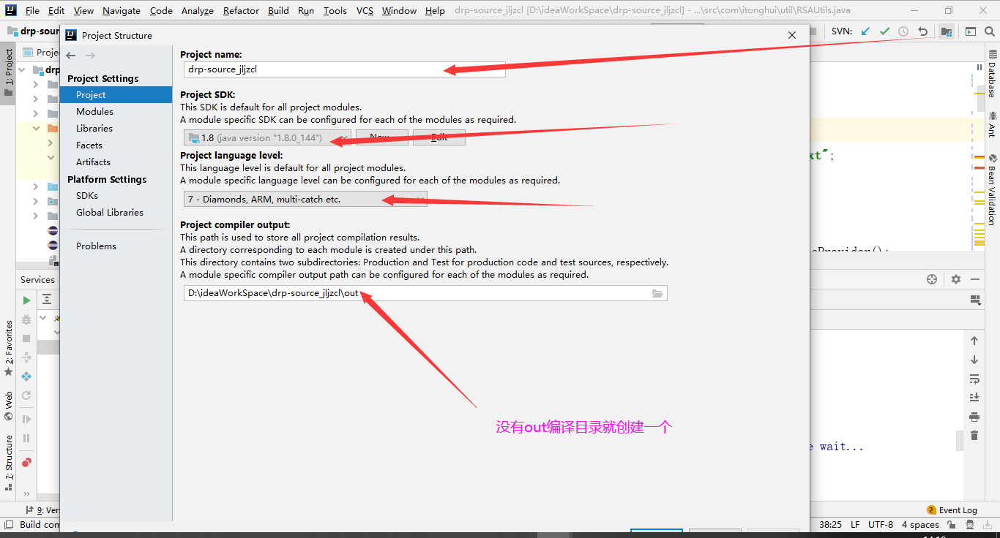 File Edit View Navigate Code Analyze Refactor Build Run Tools VCS Window Help drp-source_jljzcl [D:\ideaWorkSpace\drp-source_jljzcl] - ...\src\com\itonghui\util\RSAUtils.java
drp-sour
SVN:
Project Structure
1: Project
Proje
drp
Project Settings
Project
Modules
Libraries
Facets
Artifacts
Platform Settings
SDKs
Global Libraries
Problems
Project name:
drp-source_jljzcl
Project SDK:
This SDK is default for all project modules.
A module specific SDK can be configured for each of the modules as required.
1.8 (java version "1.8.0_144") New Edit
Project language level:
This language level is default for all project modules.
A module specific language level can be configured for each of the modules as required.
7 - Diamonds, ARM, multi-catch etc.
Project compiler output:
This path is used to store all project compilation results.
A directory corresponding to each module is created under this path.
This directory contains two subdirectories: Production and Test for production code and test sources, respectively.
A module specific compiler output path can be configured for each of the modules as required.
D:\ideaWorkSpace\drp-source_jljzcl\out
没有out编译目录就创建一个
xt";
eProvider();
e wait...
Database
Ant
Bean Validation
Services
2: Favorites
Web
7: Structure
9: Ver
2 Event Log
Build com
38:25 LF UTF-8 4 spaces